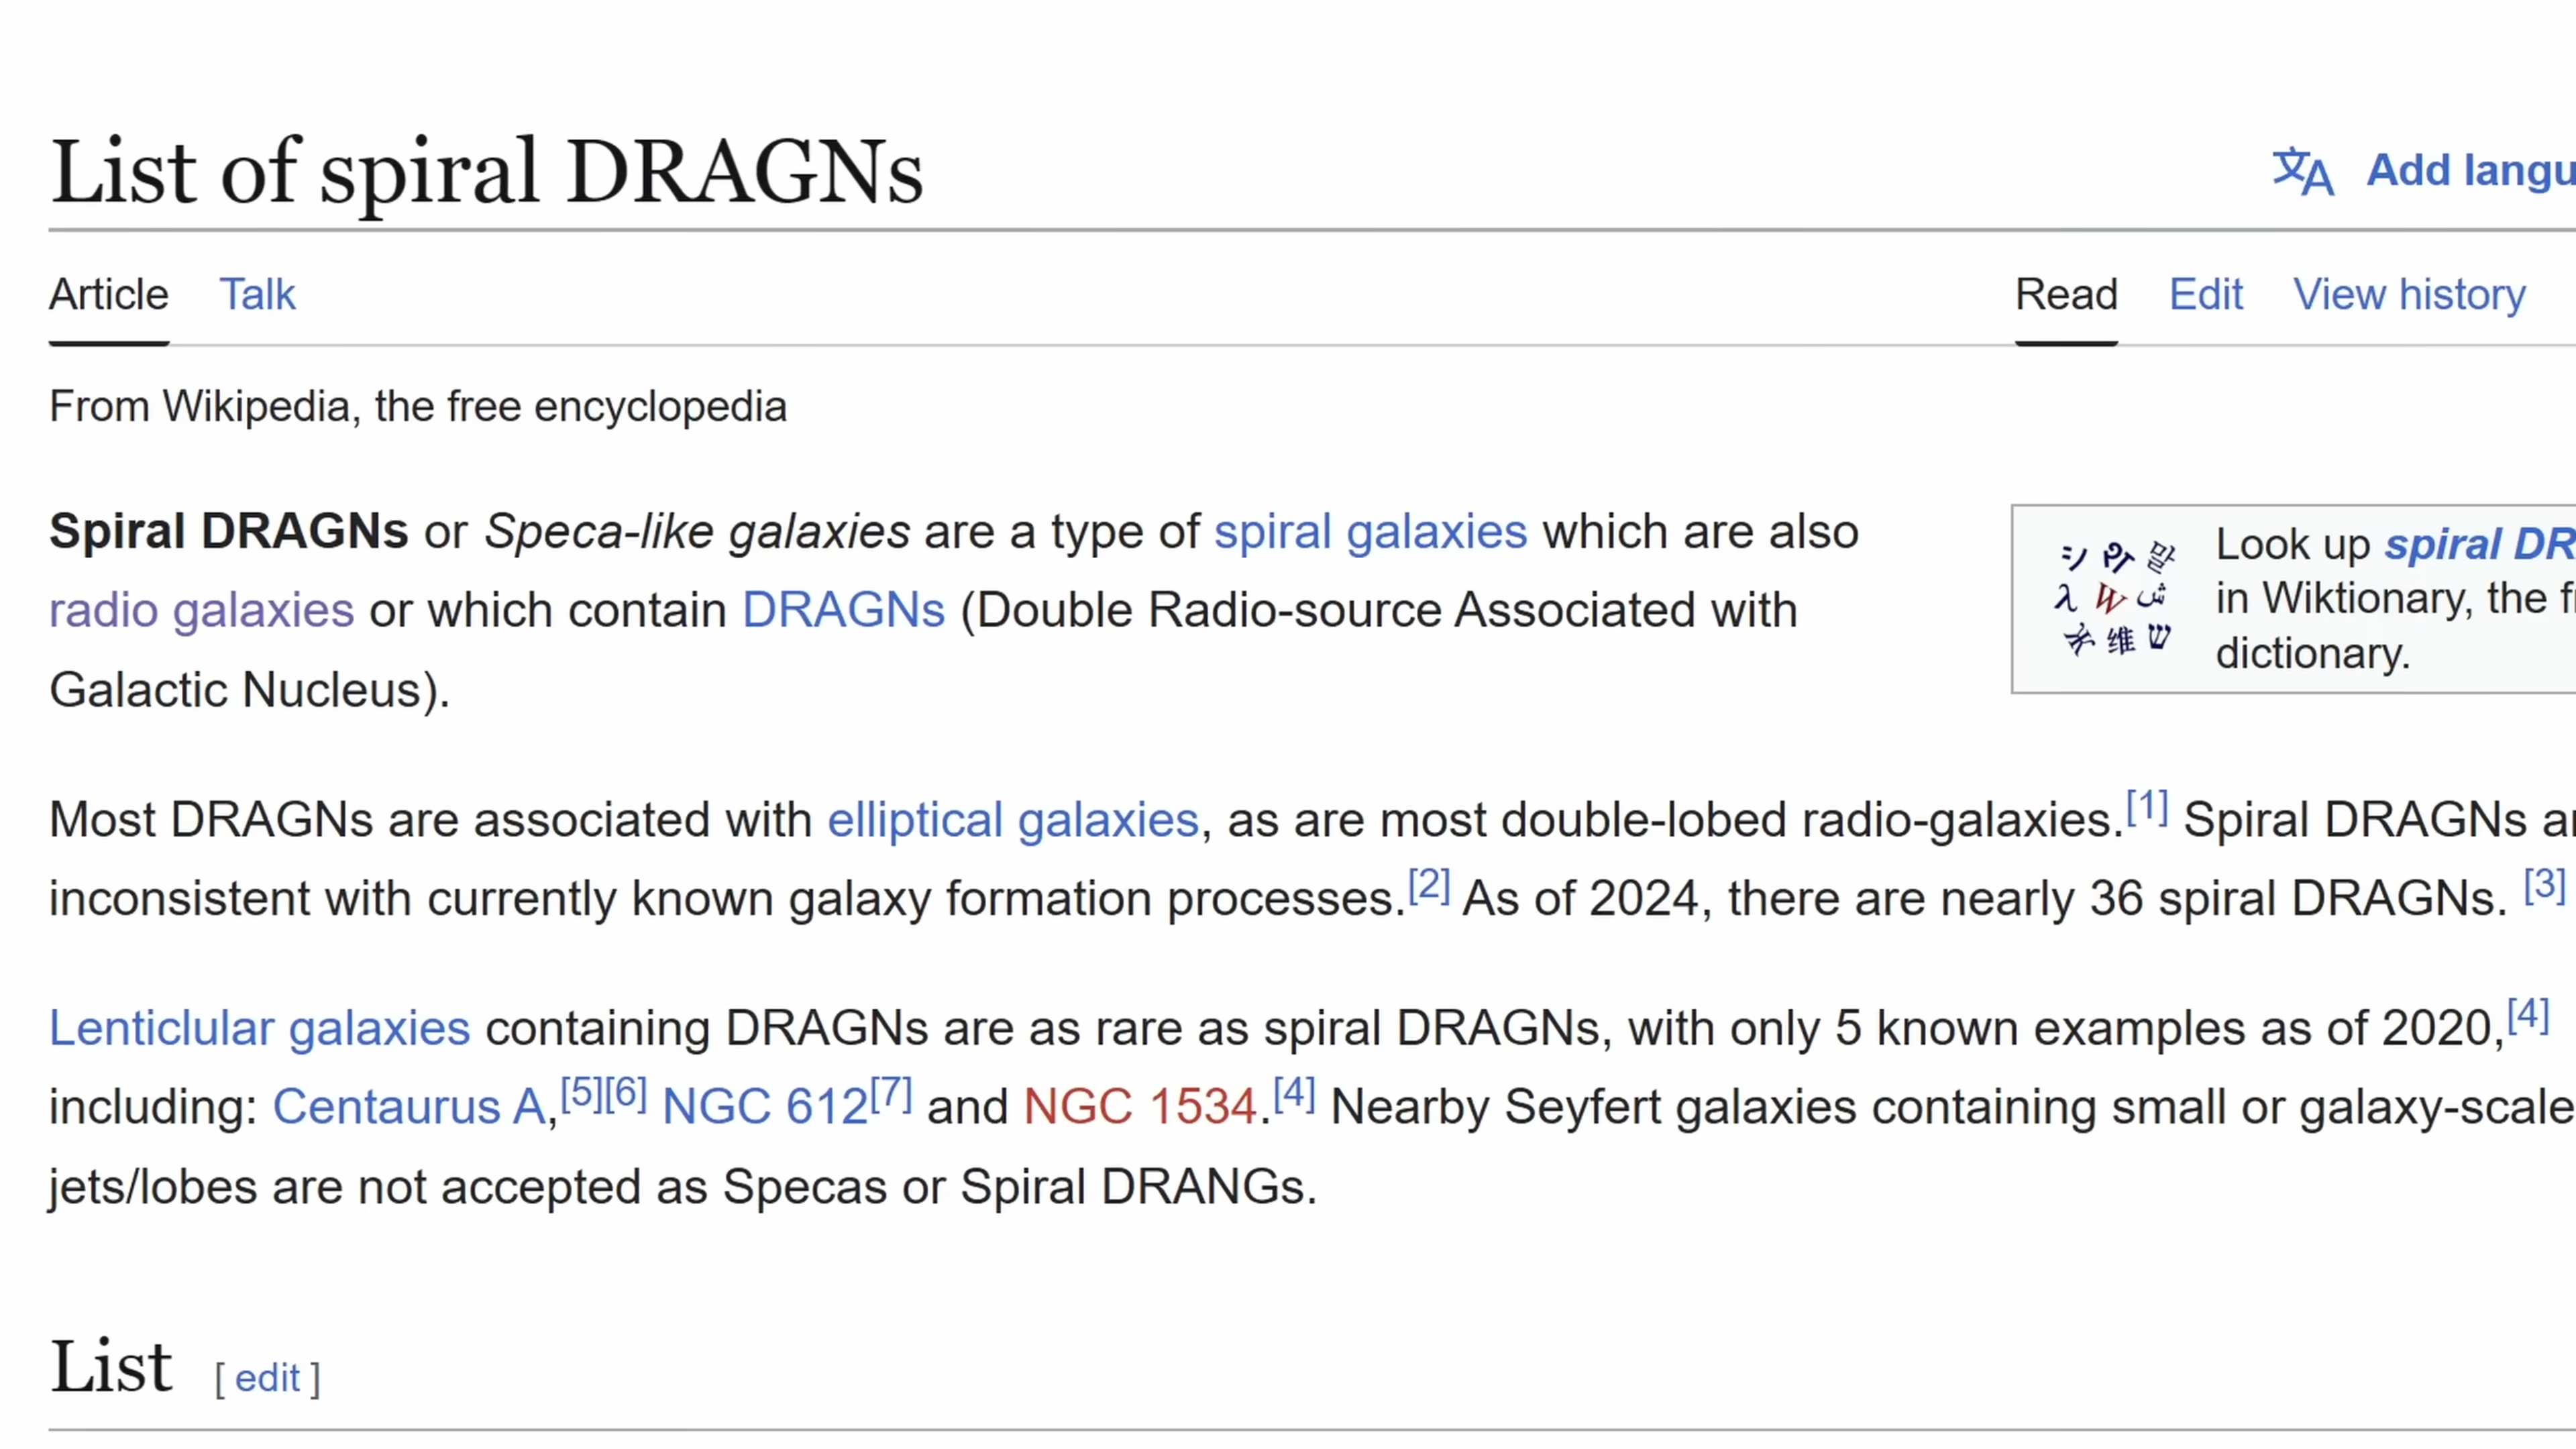 List of spiral DRAGNs
Add langu
Article Talk
Read Edit View history
From Wikipedia, the free encyclopedia
Spiral DRAGNs or Speca-like galaxies are a type of spiral galaxies which are also
radio galaxies or which contain DRAGNs (Double Radio-source Associated with
Galactic Nucleus).
Look up spiral DR
in Wiktionary, the f
dictionary.
Most DRAGNs are associated with elliptical galaxies, as are most double-lobed radio-galaxies.[1] Spiral DRAGNs a
inconsistent with currently known galaxy formation processes.[2] As of 2024, there are nearly 36 spiral DRAGNs. [3]
Lenticlular galaxies containing DRAGNs are as rare as spiral DRAGNs, with only 5 known examples as of 2020,[4]
including: Centaurus A,[5][6] NGC 612[7] and NGC 1534.[4] Nearby Seyfert galaxies containing small or galaxy-scale
jets/lobes are not accepted as Specas or Spiral DRANGs.
List [ edit ]